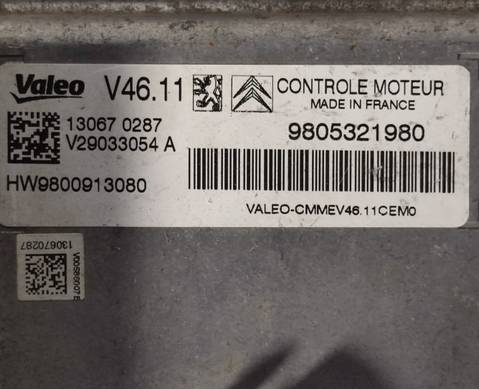 Valeo V46.11 CONTROLE MOTEUR
MADE IN FRANCE
13067 0287
V29033054 A
9805321980
HW9800913080
VALEO-CMMEV46.11CEM0
130670287